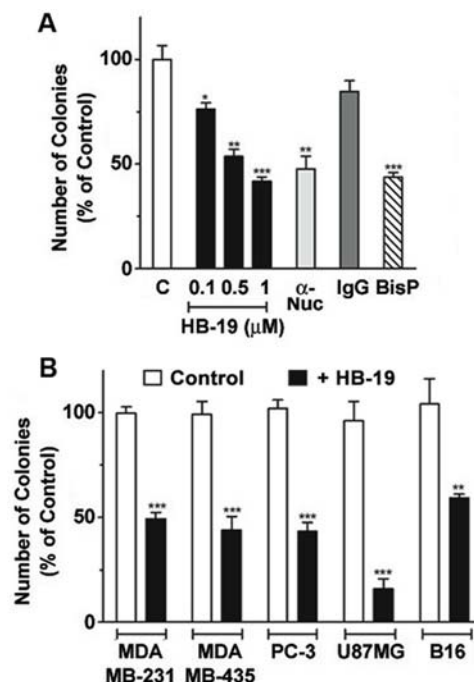 A
Number of Colonies
(% of Control)
100
50
0
*
**
***
**
***
C 0.1 0.5 1 α- IgG BisP
Nuc
HB-19 (µM)
B
Control + HB-19
Number of Colonies
(% of Control)
100
50
0
***
***
***
***
**
MDA MDA PC-3 U87MG B16
MB-231 MB-435